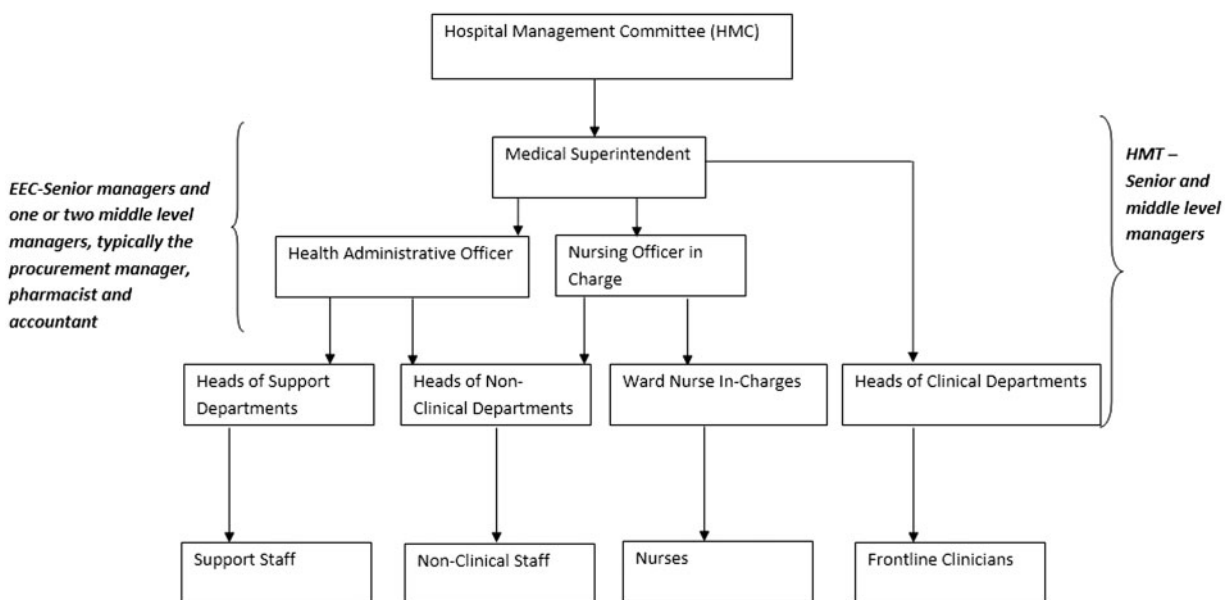 Hospital Management Committee (HMC)
Medical Superintendent
EEC-Senior managers and
one or two middle level
managers, typically the
procurement manager,
pharmacist and
accountant
HMT –
Senior and
middle level
managers
Health Administrative Officer
Nursing Officer in
Charge
Heads of Support
Departments
Heads of Non-
Clinical Departments
Ward Nurse In-Charges
Heads of Clinical Departments
Support Staff
Non-Clinical Staff
Nurses
Frontline Clinicians